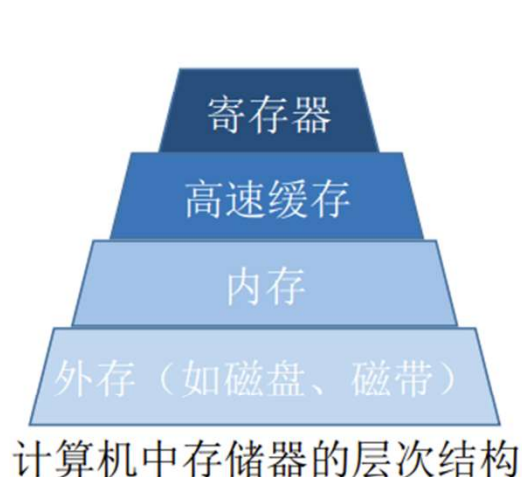 寄存器
高速缓存
内存
外存（如磁盘、磁带）
计算机中存储器的层次结构